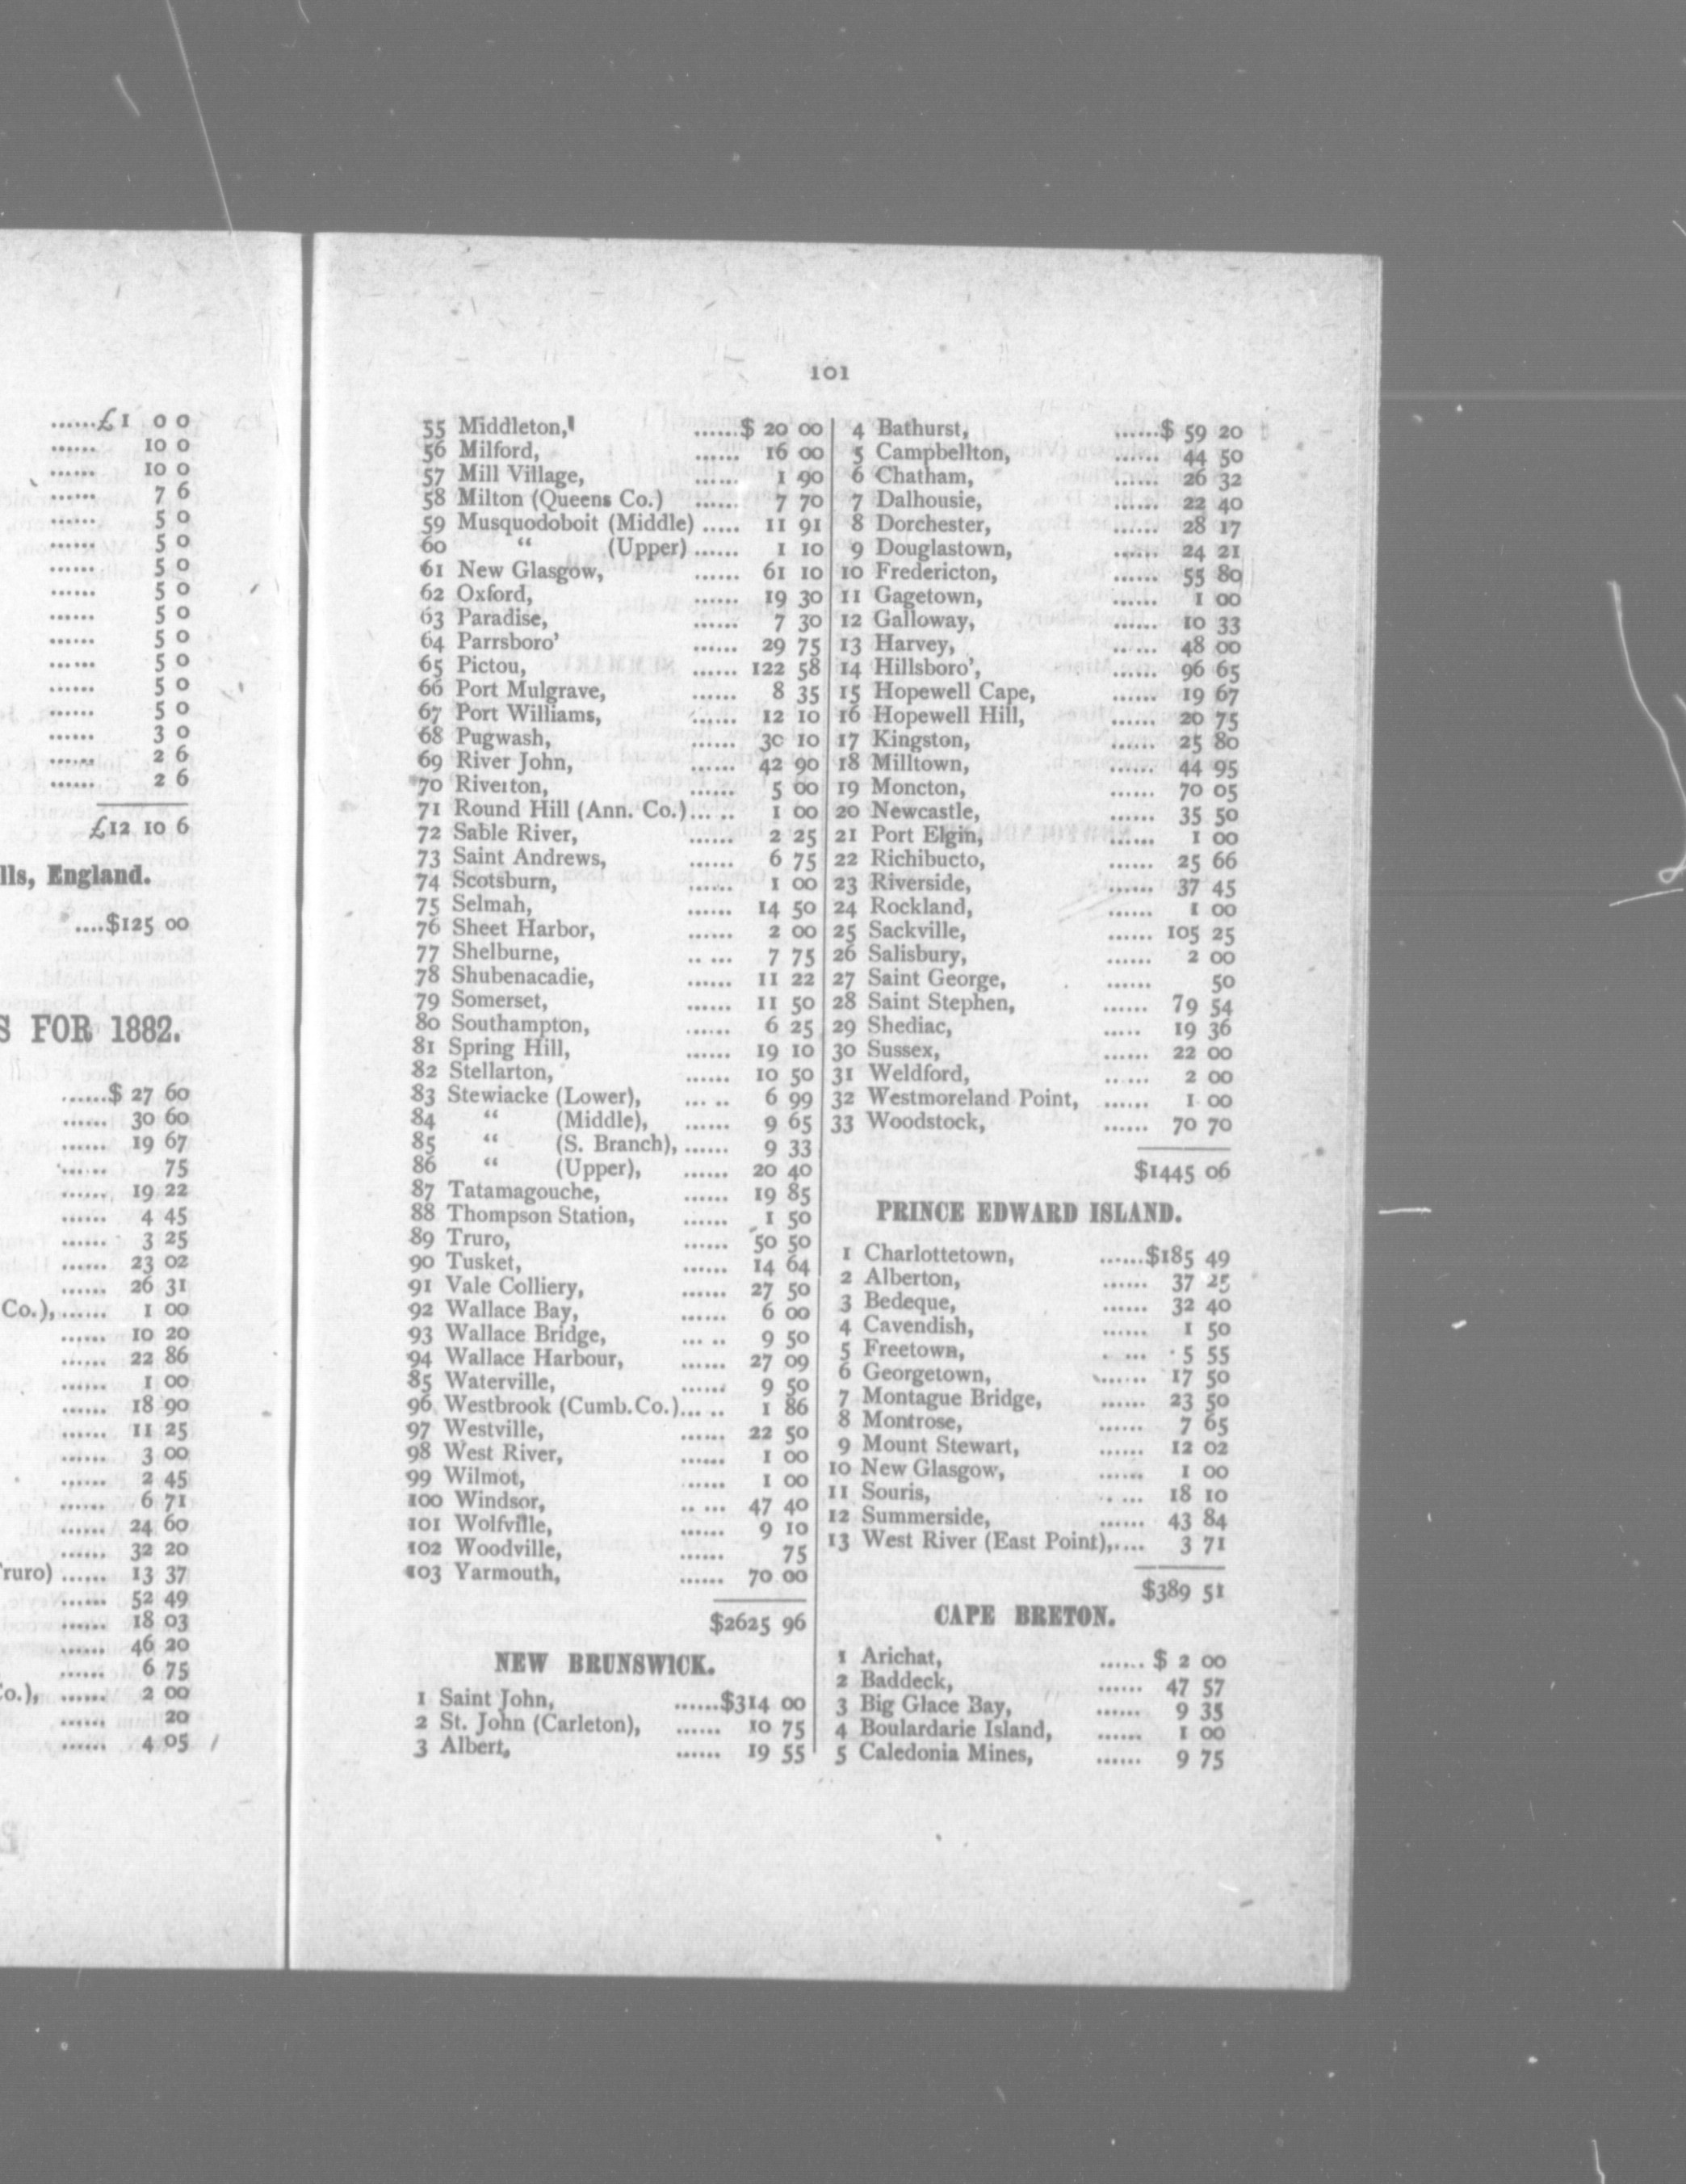 ......£1 0 0
...... 10 0
...... 10 0
...... 7 6
...... 5 0
...... 5 0
...... 5 0
...... 5 0
...... 5 0
...... 5 0
...... 5 0
...... 5 0
...... 5 0
...... 3 0
...... 2 6
...... 2 6
£12 10 6
lls, England.
....$125 00
S FOR 1882.
......$ 27 60
...... 30 60
...... 19 67
...... 75
...... 19 22
...... 4 45
...... 3 25
...... 23 02
...... 26 31
Co.),...... 1 00
...... 10 20
...... 22 86
...... 1 00
...... 18 90
...... 11 25
...... 3 00
...... 2 45
...... 6 71
...... 24 60
...... 32 20
ruro) ...... 13 37
...... 52 49
...... 18 03
...... 46 20
...... 6 75
o.), ...... 2 00
...... 20
...... 4 05
101
55 Middleton, ......$ 20 00
56 Milford, ...... 16 00
57 Mill Village, ...... 1 90
58 Milton (Queens Co.) ...... 7 70
59 Musquodoboit (Middle) ..... 11 91
60 “ (Upper) ...... 1 10
61 New Glasgow, ...... 61 10
62 Oxford, ...... 19 30
63 Paradise, ...... 7 30
64 Parrsboro’ ...... 29 75
65 Pictou, ...... 122 58
66 Port Mulgrave, ...... 8 35
67 Port Williams, ...... 12 10
68 Pugwash, ...... 30 10
69 River John, ...... 42 90
70 Riverton, ...... 5 00
71 Round Hill (Ann. Co.)... .. 1 00
72 Sable River, ...... 2 25
73 Saint Andrews, ...... 6 75
74 Scotsburn, ...... 1 00
75 Selmah, ...... 14 50
76 Sheet Harbor, ...... 2 00
77 Shelburne, .. ... 7 75
78 Shubenacadie, ...... 11 22
79 Somerset, ...... 11 50
80 Southampton, ...... 6 25
81 Spring Hill, ...... 19 10
82 Stellarton, ...... 10 50
83 Stewiacke (Lower), ... .. 6 99
84 “ (Middle), ...... 9 65
85 “ (S. Branch), ...... 9 33
86 “ (Upper), ...... 20 40
87 Tatamagouche, ...... 19 85
88 Thompson Station, ...... 1 50
89 Truro, ...... 50 50
90 Tusket, ...... 14 64
91 Vale Colliery, ...... 27 50
92 Wallace Bay, ...... 6 00
93 Wallace Bridge, ... .. 9 50
94 Wallace Harbour, ...... 27 09
85 Waterville, ...... 9 50
96 Westbrook (Cumb.Co.)... .. 1 86
97 Westville, ...... 22 50
98 West River, ...... 1 00
99 Wilmot, ...... 1 00
100 Windsor, .. ... 47 40
101 Wolfville, ...... 9 10
102 Woodville, ...... 75
103 Yarmouth, ...... 70 00
$2625 96
NEW BRUNSWICK.
1 Saint John, ......$314 00
2 St. John (Carleton), ...... 10 75
3 Albert, ...... 19 55
4 Bathurst, ......$ 59 20
5 Campbellton, ...... 44 50
6 Chatham, ...... 26 32
7 Dalhousie, ...... 22 40
8 Dorchester, ...... 28 17
9 Douglastown, ...... 24 21
10 Fredericton, ...... 55 80
11 Gagetown, ...... 1 00
12 Galloway, ...... 10 33
13 Harvey, ...... 48 00
14 Hillsboro’, ...... 96 65
15 Hopewell Cape, ...... 19 67
16 Hopewell Hill, ...... 20 75
17 Kingston, ...... 25 80
18 Milltown, ...... 44 95
19 Moncton, ...... 70 05
20 Newcastle, ...... 35 50
21 Port Elgin, ...... 1 00
22 Richibucto, ...... 25 66
23 Riverside, ...... 37 45
24 Rockland, ...... 1 00
25 Sackville, ...... 105 25
26 Salisbury, ...... 2 00
27 Saint George, ...... 50
28 Saint Stephen, ...... 79 54
29 Shediac, ..... 19 36
30 Sussex, ...... 22 00
31 Weldford, ...... 2 00
32 Westmoreland Point, ...... 1 00
33 Woodstock, ...... 70 70
$1445 06
PRINCE EDWARD ISLAND.
1 Charlottetown, ......$185 49
2 Alberton, ...... 37 25
3 Bedeque, ...... 32 40
4 Cavendish, ...... 1 50
5 Freetown, . ... 5 55
6 Georgetown, ...... 17 50
7 Montague Bridge, ...... 23 50
8 Montrose, ...... 7 65
9 Mount Stewart, ...... 12 02
10 New Glasgow, ...... 1 00
11 Souris, ...... 18 10
12 Summerside, ...... 43 84
13 West River (East Point),.... 3 71
$389 51
CAPE BRETON.
1 Arichat, ...... $ 2 00
2 Baddeck, ...... 47 57
3 Big Glace Bay, ...... 9 35
4 Boulardarie Island, ...... 1 00
5 Caledonia Mines, ...... 9 75